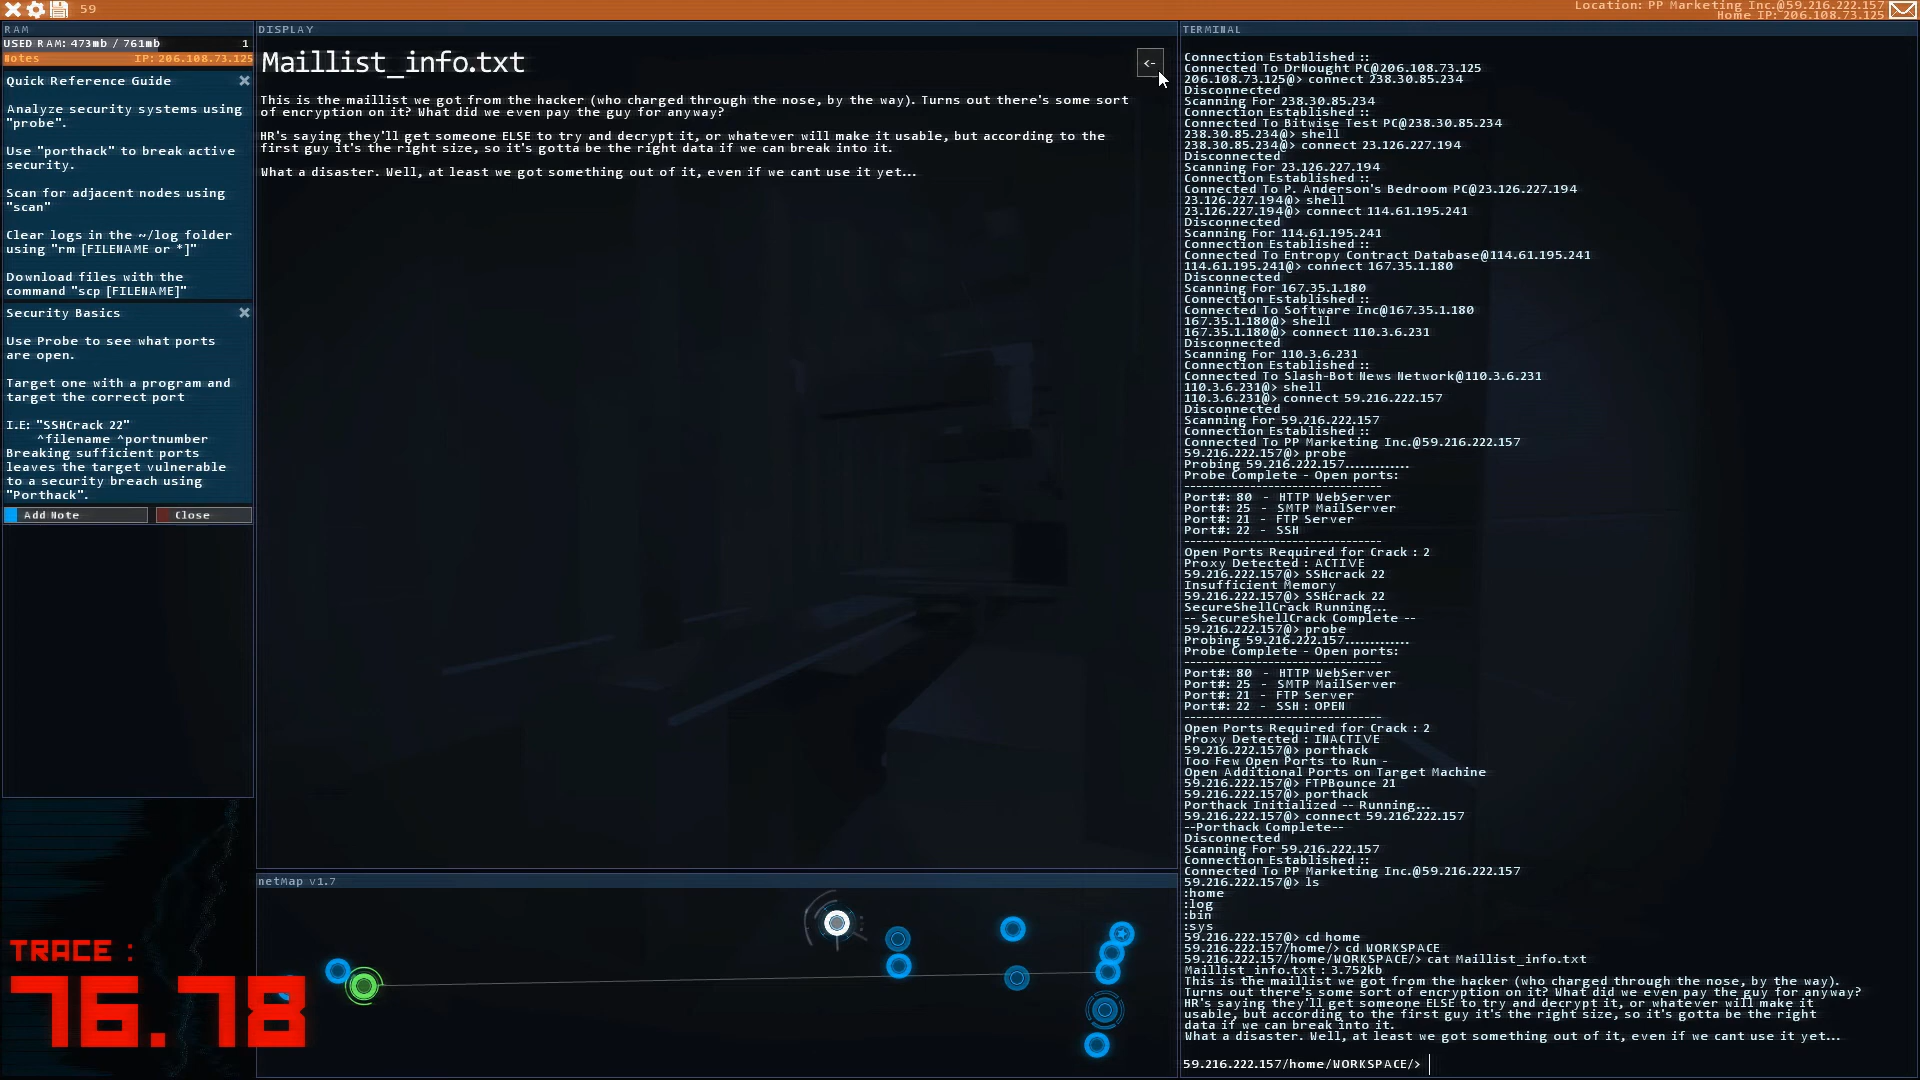 59
Location: PP Marketing Inc.@59.216.222.157
Home IP: 206.108.73.125
RAM
USED RAM: 473mb / 761mb 1
Notes IP: 206.108.73.125
Quick Reference Guide
Analyze security systems using
"probe".
Use "porthack" to break active
security.
Scan for adjacent nodes using
"scan"
Clear logs in the ~/log folder
using "rm [FILENAME or *]"
Download files with the
command "scp [FILENAME]"
Security Basics
Use Probe to see what ports
are open.
Target one with a program and
target the correct port
I.E: "SSHCrack 22"
^filename ^portnumber
Breaking sufficient ports
leaves the target vulnerable
to a security breach using
"Porthack".
Add Note Close
TRACE :
76.78
DISPLAY
Maillist_info.txt
<-
This is the maillist we got from the hacker (who charged through the nose, by the way). Turns out there's some sort
of encryption on it? What did we even pay the guy for anyway?
HR's saying they'll get someone ELSE to try and decrypt it, or whatever will make it usable, but according to the
first guy it's the right size, so it's gotta be the right data if we can break into it.
What a disaster. Well, at least we got something out of it, even if we cant use it yet...
netMap v1.7
TERMINAL
Connection Established ::
Connected To DrNought PC@206.108.73.125
206.108.73.125@> connect 238.30.85.234
Disconnected
Scanning For 238.30.85.234
Connection Established ::
Connected To Bitwise Test PC@238.30.85.234
238.30.85.234@> shell
238.30.85.234@> connect 23.126.227.194
Disconnected
Scanning For 23.126.227.194
Connection Established ::
Connected To P. Anderson's Bedroom PC@23.126.227.194
23.126.227.194@> shell
23.126.227.194@> connect 114.61.195.241
Disconnected
Scanning For 114.61.195.241
Connection Established ::
Connected To Entropy Contract Database@114.61.195.241
114.61.195.241@> connect 167.35.1.180
Disconnected
Scanning For 167.35.1.180
Connection Established ::
Connected To Software Inc@167.35.1.180
167.35.1.180@> shell
167.35.1.180@> connect 110.3.6.231
Disconnected
Scanning For 110.3.6.231
Connection Established ::
Connected To Slash-Bot News Network@110.3.6.231
110.3.6.231@> shell
110.3.6.231@> connect 59.216.222.157
Disconnected
Scanning For 59.216.222.157
Connection Established ::
Connected To PP Marketing Inc.@59.216.222.157
59.216.222.157@> probe
Probing 59.216.222.157.............
Probe Complete - Open ports:
---------------------------------
Port#: 80 - HTTP WebServer
Port#: 25 - SMTP MailServer
Port#: 21 - FTP Server
Port#: 22 - SSH
---------------------------------
Open Ports Required for Crack : 2
Proxy Detected : ACTIVE
59.216.222.157@> SSHcrack 22
Insufficient Memory
59.216.222.157@> SSHcrack 22
SecureShellCrack Running...
-- SecureShellCrack Complete --
59.216.222.157@> probe
Probing 59.216.222.157.............
Probe Complete - Open ports:
---------------------------------
Port#: 80 - HTTP WebServer
Port#: 25 - SMTP MailServer
Port#: 21 - FTP Server
Port#: 22 - SSH : OPEN
---------------------------------
Open Ports Required for Crack : 2
Proxy Detected : INACTIVE
59.216.222.157@> porthack
Too Few Open Ports to Run -
Open Additional Ports on Target Machine
59.216.222.157@> FTPBounce 21
59.216.222.157@> porthack
Porthack Initialized -- Running...
59.216.222.157@> connect 59.216.222.157
--Porthack Complete--
Disconnected
Scanning For 59.216.222.157
Connection Established ::
Connected To PP Marketing Inc.@59.216.222.157
59.216.222.157@> ls
:home
:log
:bin
:sys
59.216.222.157@> cd home
59.216.222.157/home/> cd WORKSPACE
59.216.222.157/home/WORKSPACE/> cat Maillist_info.txt
Maillist_info.txt : 3.752kb
This is the maillist we got from the hacker (who charged through the nose, by the way).
Turns out there's some sort of encryption on it? What did we even pay the guy for anyway?
HR's saying they'll get someone ELSE to try and decrypt it, or whatever will make it
usable, but according to the first guy it's the right size, so it's gotta be the right
data if we can break into it.
What a disaster. Well, at least we got something out of it, even if we cant use it yet...
59.216.222.157/home/WORKSPACE/>